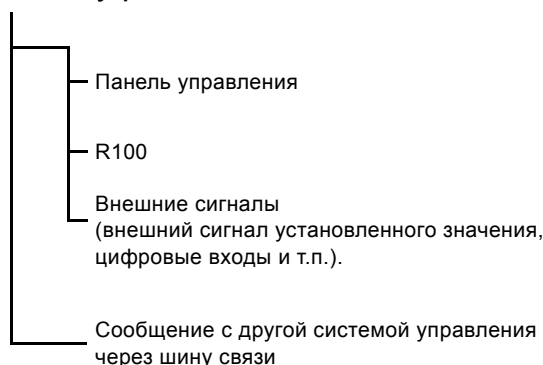 Панель управления
R100
Внешние сигналы
(внешний сигнал установленного значения,
цифровые входы и т.п.).
Сообщение с другой системой управления
через шину связи